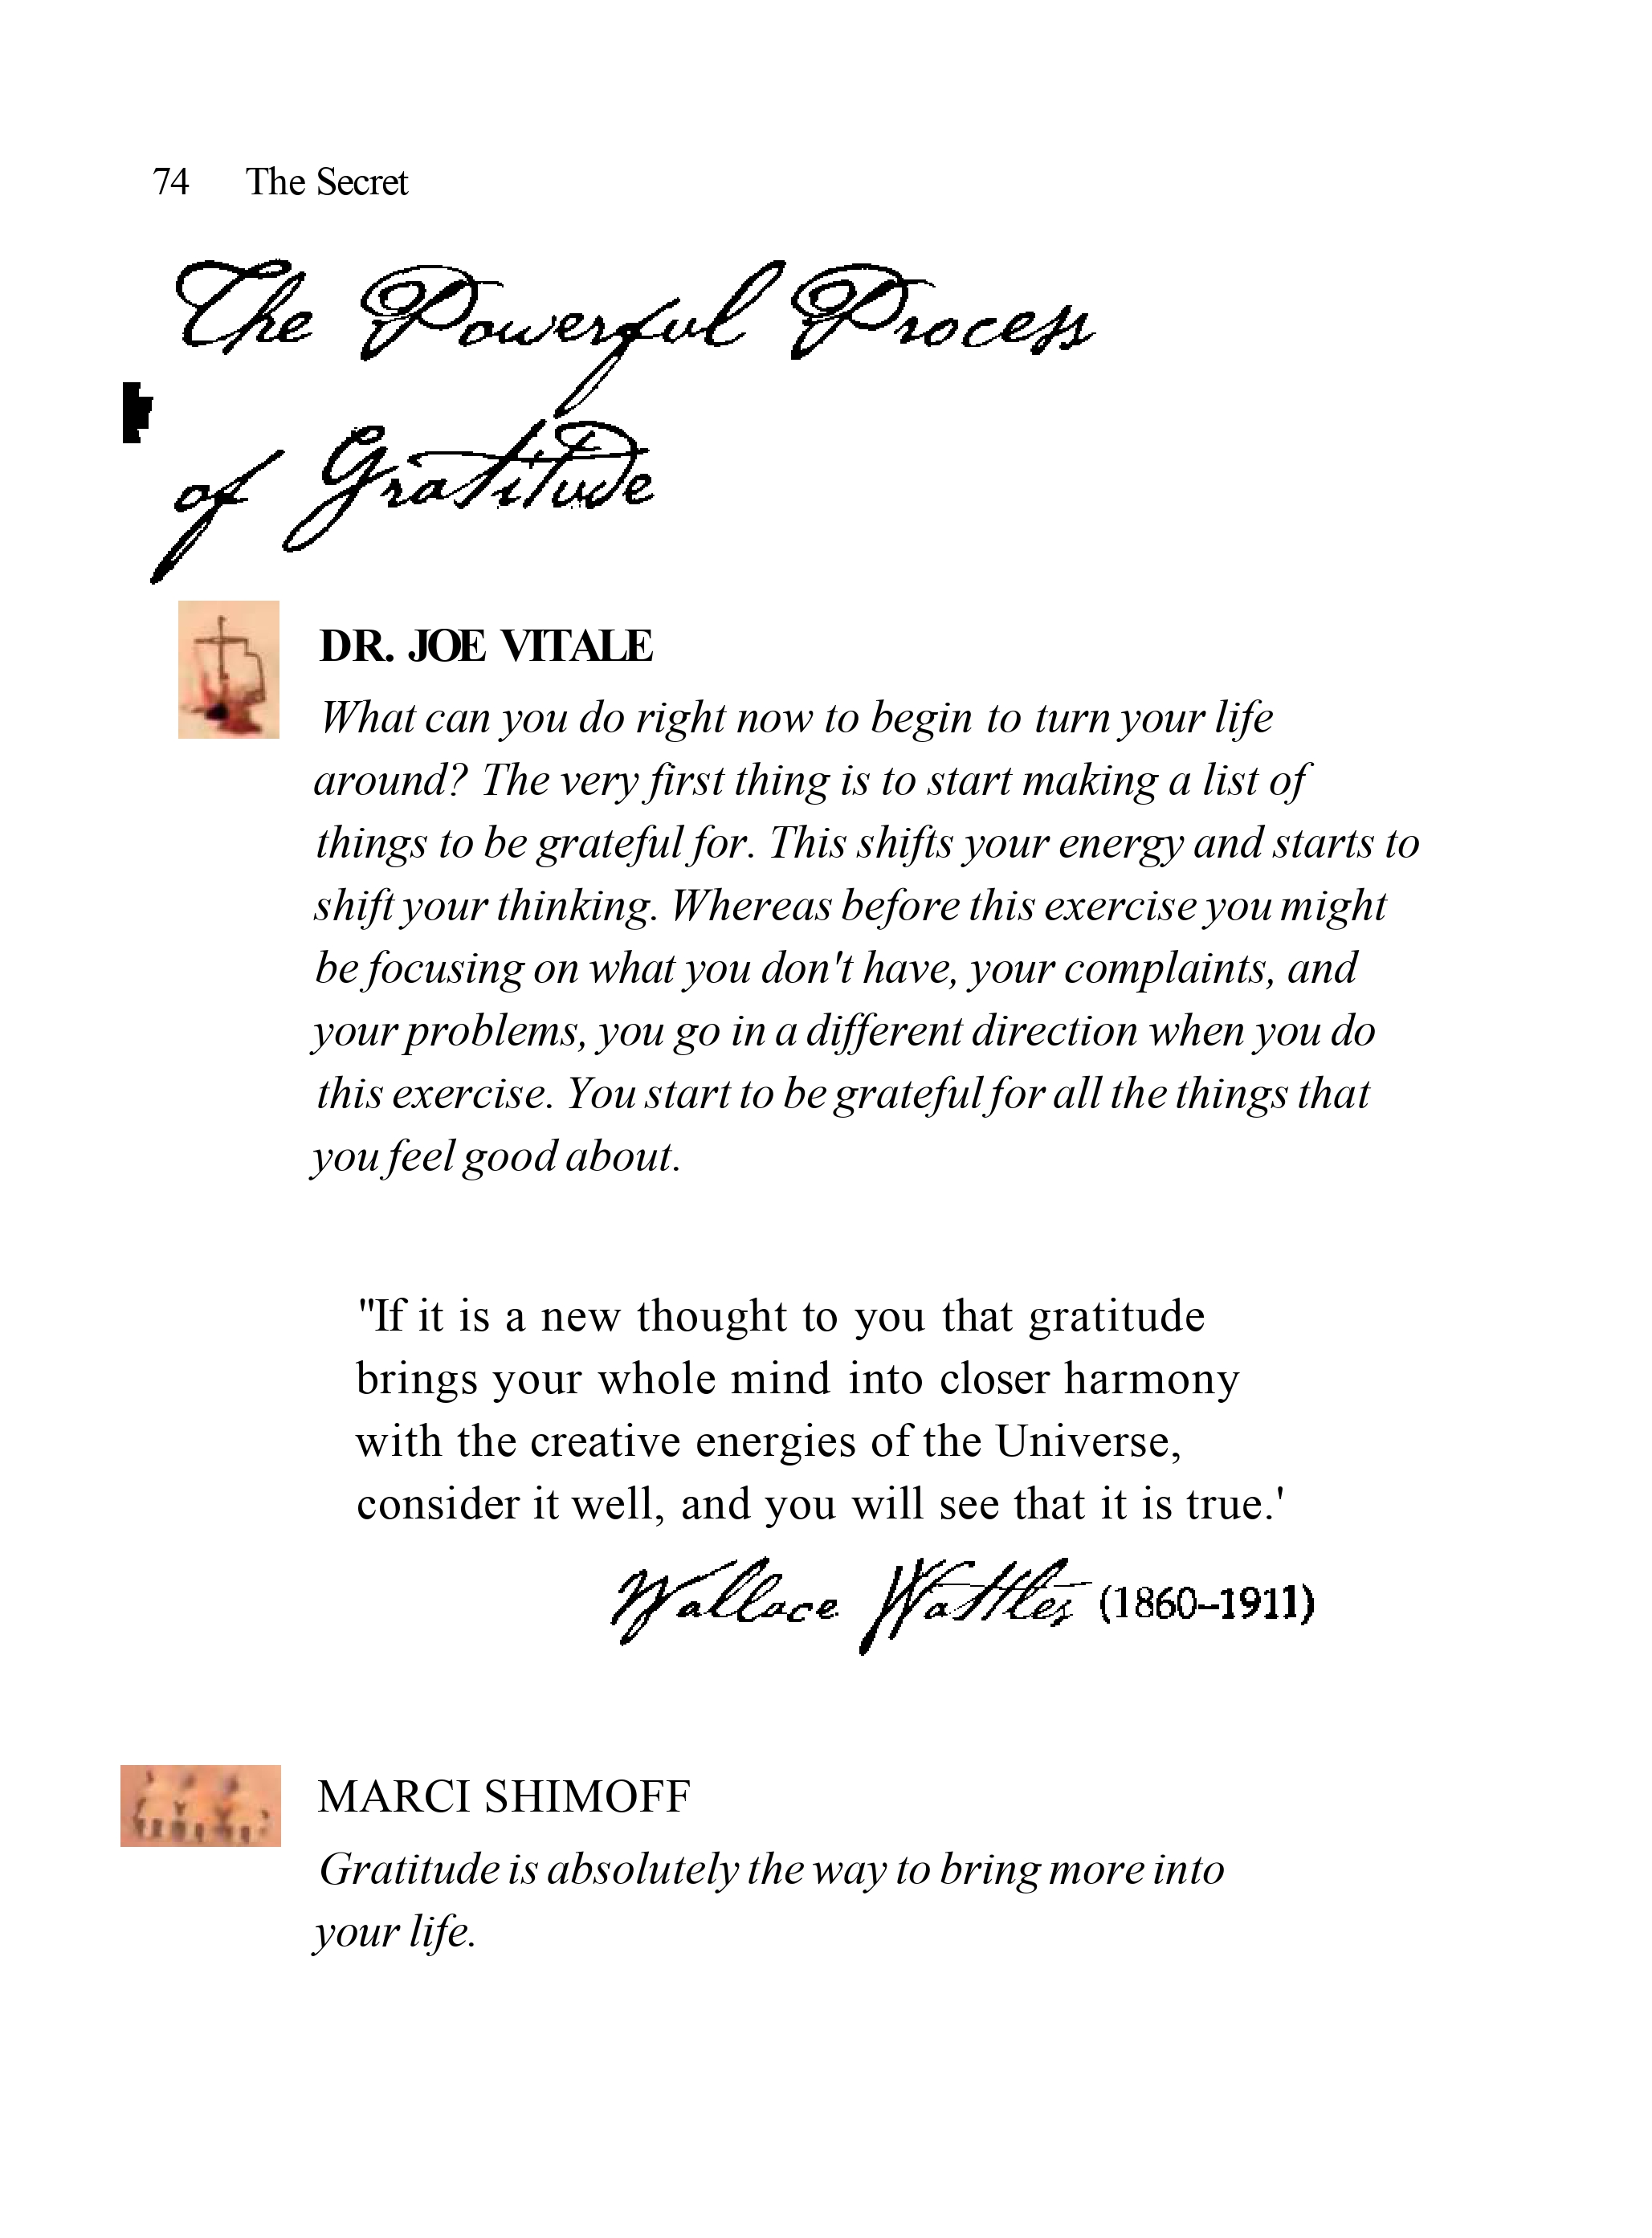 74 The Secret
The Powerful Process
of Gratitude
DR. JOE VITALE
What can you do right now to begin to turn your life
around? The very first thing is to start making a list of
things to be grateful for. This shifts your energy and starts to
shift your thinking. Whereas before this exercise you might
be focusing on what you don't have, your complaints, and
your problems, you go in a different direction when you do
this exercise. You start to be grateful for all the things that
you feel good about.
"If it is a new thought to you that gratitude
brings your whole mind into closer harmony
with the creative energies of the Universe,
consider it well, and you will see that it is true.'
Wallace Wattles (1860–1911)
MARCI SHIMOFF
Gratitude is absolutely the way to bring more into
your life.